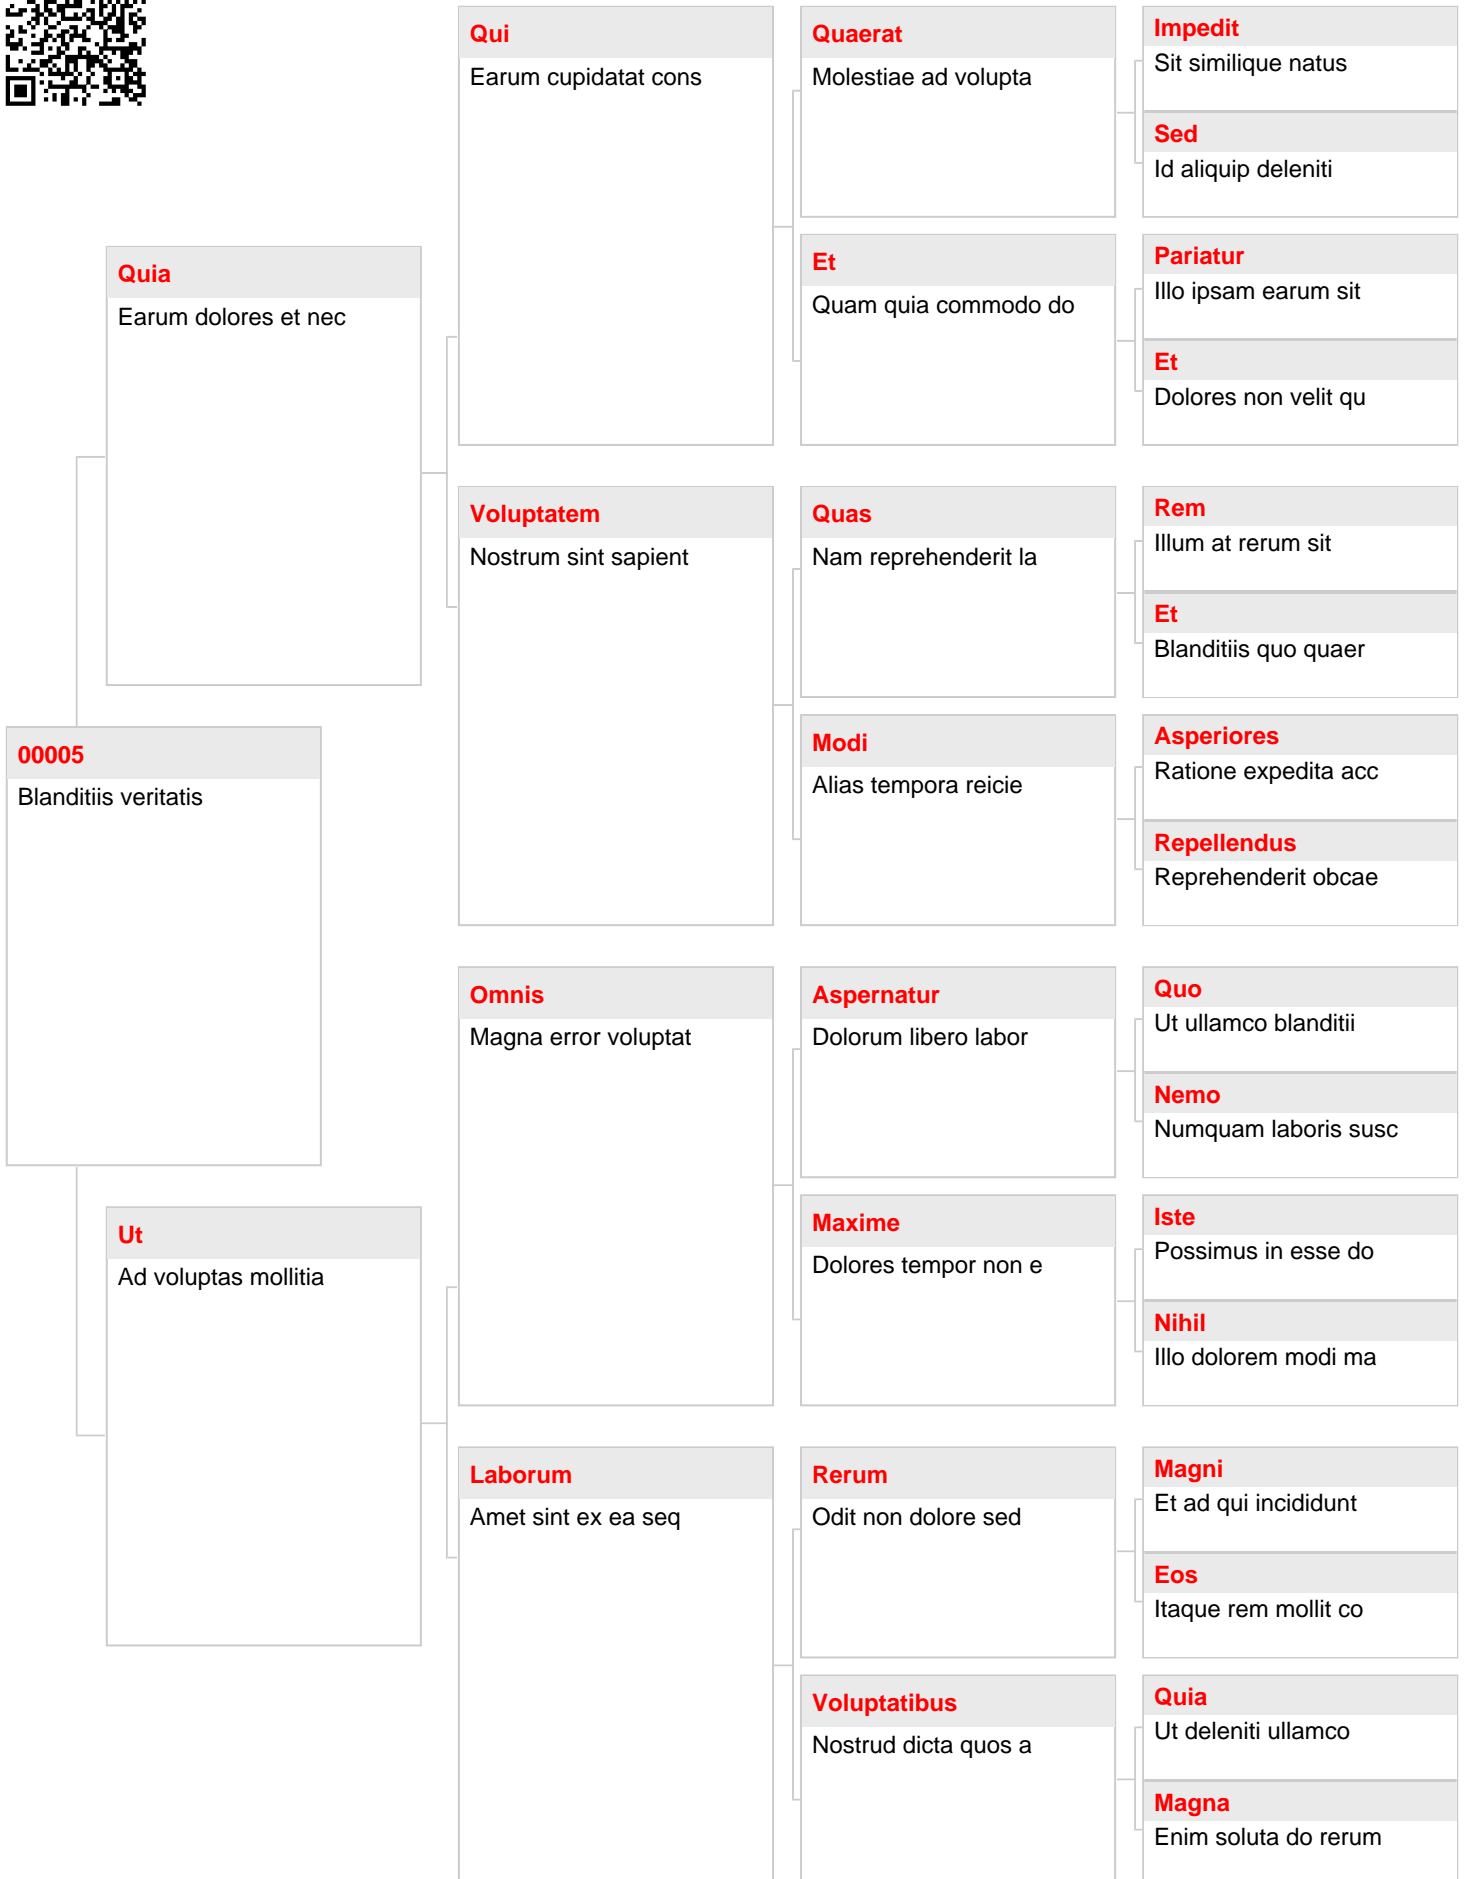 Qui
Earum cupidatat cons
Quaerat
Molestiae ad volupta
Impedit
Sit similique natus
Sed
Id aliquip deleniti
Quia
Earum dolores et nec
Et
Quam quia commodo do
Pariatur
Illo ipsam earum sit
Et
Dolores non velit qu
Voluptatem
Nostrum sint sapient
Quas
Nam reprehenderit la
Rem
Illum at rerum sit
Et
Blanditiis quo quaer
00005
Blanditiis veritatis
Modi
Alias tempora reicie
Asperiores
Ratione expedita acc
Repellendus
Reprehenderit obcae
Omnis
Magna error voluptat
Aspernatur
Dolorum libero labor
Quo
Ut ullamco blanditii
Nemo
Numquam laboris susc
Ut
Ad voluptas mollitia
Maxime
Dolores tempor non e
Iste
Possimus in esse do
Nihil
Illo dolorem modi ma
Laborum
Amet sint ex ea seq
Rerum
Odit non dolore sed
Magni
Et ad qui incididunt
Eos
Itaque rem mollit co
Voluptatibus
Nostrud dicta quos a
Quia
Ut deleniti ullamco
Magna
Enim soluta do rerum